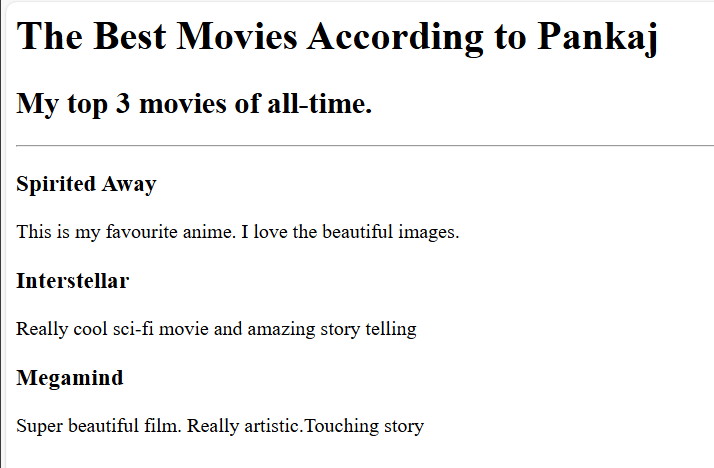 The Best Movies According to Pankaj
My top 3 movies of all-time.
Spirited Away
This is my favourite anime. I love the beautiful images.
Interstellar
Really cool sci-fi movie and amazing story telling
Megamind
Super beautiful film. Really artistic.Touching story